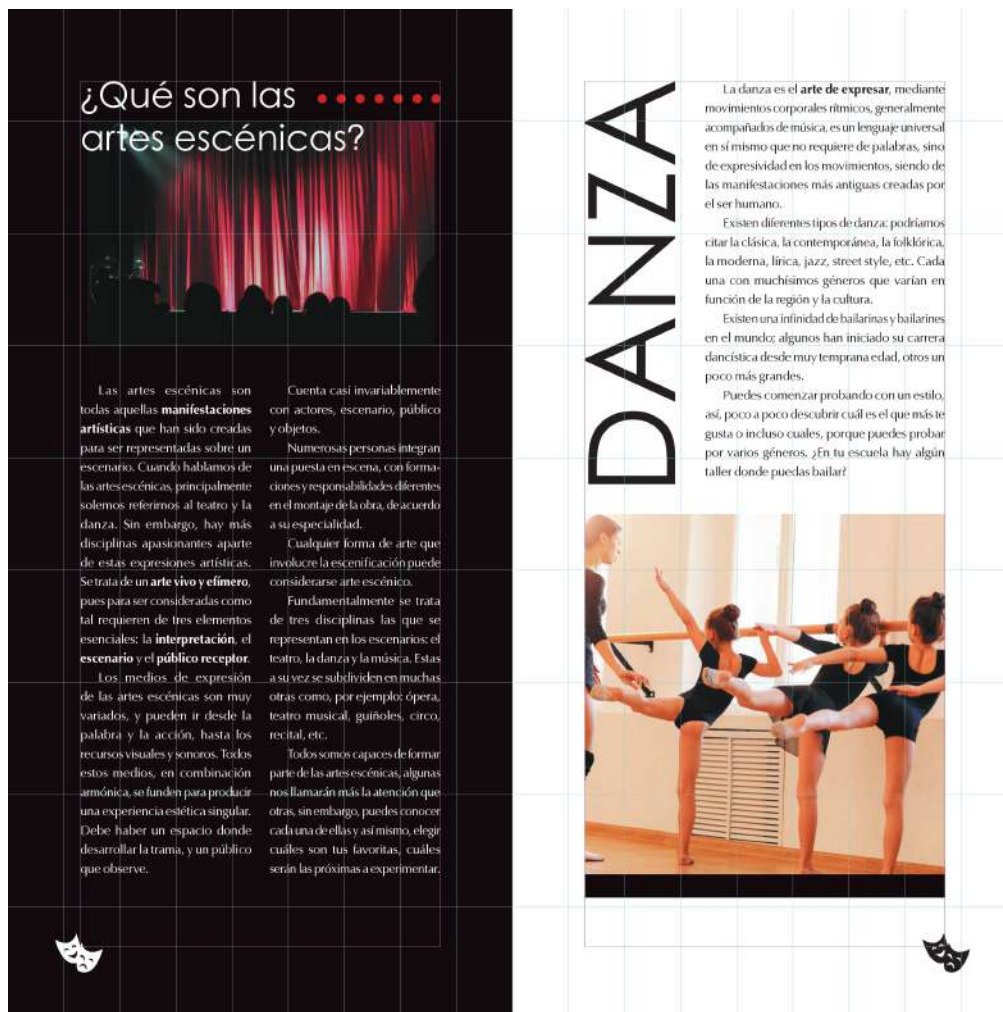 ¿Qué son las
artes escénicas?
Las artes escénicas son
todas aquellas manifestaciones
artísticas que han sido creadas
para ser representadas sobre un
escenario. Cuando hablamos de
las artes escénicas, principalmente
solemos referirnos al teatro y la
danza. Sin embargo, hay más
disciplinas apasionantes aparte
de estas expresiones artísticas.
Se trata de un arte vivo y efímero,
pues para ser consideradas como
tal requieren de tres elementos
esenciales: la interpretación, el
escenario y el público receptor.
Los medios de expresión
de las artes escénicas son muy
variados, y pueden ir desde la
palabra y la acción, hasta los
recursos visuales y sonoros. Todos
estos medios, en combinación
armónica, se funden para producir
una experiencia estética singular.
Debe haber un espacio donde
desarrollar la trama, y un público
que observe.
Cuenta casi invariablemente
con actores, escenario, público
y objetos.
Numerosas personas integran
una puesta en escena, con forma-
ciones y responsabilidades diferentes
en el montaje de la obra, de acuerdo
a su especialidad.
Cualquier forma de arte que
involucre la escenificación puede
considerarse arte escénico.
Fundamentalmente se trata
de tres disciplinas las que se
representan en los escenarios: el
teatro, la danza y la música. Estas
a su vez se subdividen en muchas
otras como, por ejemplo: ópera,
teatro musical, guiñoles, circo,
recital, etc.
Todos somos capaces de formar
parte de las artes escénicas, algunas
nos llamarán más la atención que
otras, sin embargo, puedes conocer
cada una de ellas y así mismo, elegir
cuáles son tus favoritas, cuáles
serán las próximas a experimentar.
DANZA
La danza es el arte de expresar, mediante
movimientos corporales rítmicos, generalmente
acompañados de música, es un lenguaje universal
en sí mismo que no requiere de palabras, sino
de expresividad en los movimientos, siendo de
las manifestaciones más antiguas creadas por
el ser humano.
Existen diferentes tipos de danza: podríamos
citar la clásica, la contemporánea, la folklórica,
la moderna, lírica, jazz, street style, etc. Cada
una con muchísimos géneros que varían en
función de la región y la cultura.
Existen una infinidad de bailarinas y bailarines
en el mundo; algunos han iniciado su carrera
dancística desde muy temprana edad, otros un
poco más grandes.
Puedes comenzar probando con un estilo,
así, poco a poco descubrir cuál es el que más te
gusta o incluso cuales, porque puedes probar
por varios géneros. ¿En tu escuela hay algún
taller donde puedas bailar?